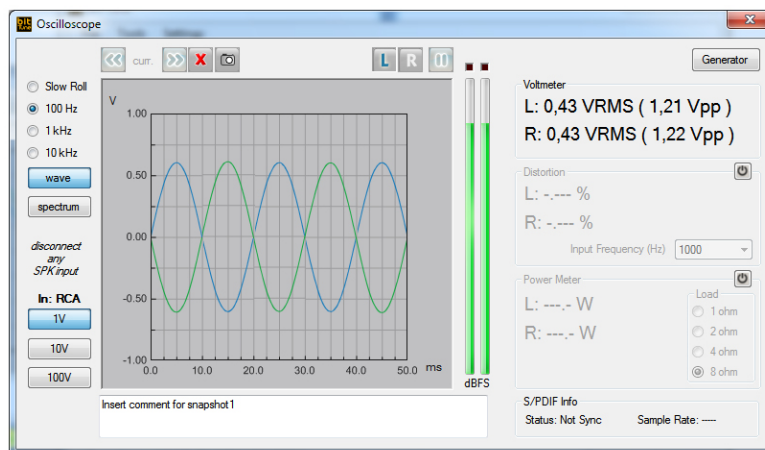 bit tune
Oscilloscope
curr.
L R
Generator
Slow Roll
100 Hz
1 kHz
10 kHz
wave
spectrum
disconnect
any
SPK input
In: RCA
1V
10V
100V
V
1.00
0.50
0.00
-0.50
-1.00
0.0 10.0 20.0 30.0 40.0 50.0 ms
dBFS
Insert comment for snapshot1
Voltmeter
L: 0,43 VRMS ( 1,21 Vpp )
R: 0,43 VRMS ( 1,22 Vpp )
Distortion
L: -.--- %
R: -.--- %
Input Frequency (Hz) 1000
Power Meter
L: ---.- W
R: ---.- W
Load
1 ohm
2 ohm
4 ohm
8 ohm
S/PDIF Info
Status: Not Sync Sample Rate: ----